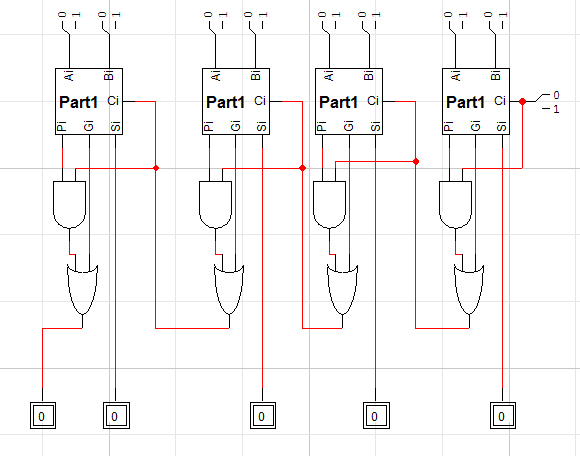 0 1 0 1 0 1 0 1 0 1 0 1 0 1 0 1
Ai Bi Ai Bi Ai Bi Ai Bi
Part1 Ci Part1 Ci Part1 Ci Part1 Ci 0
1
Pi Gi Si Pi Gi Si Pi Gi Si Pi Gi Si
0 0 0 0 0